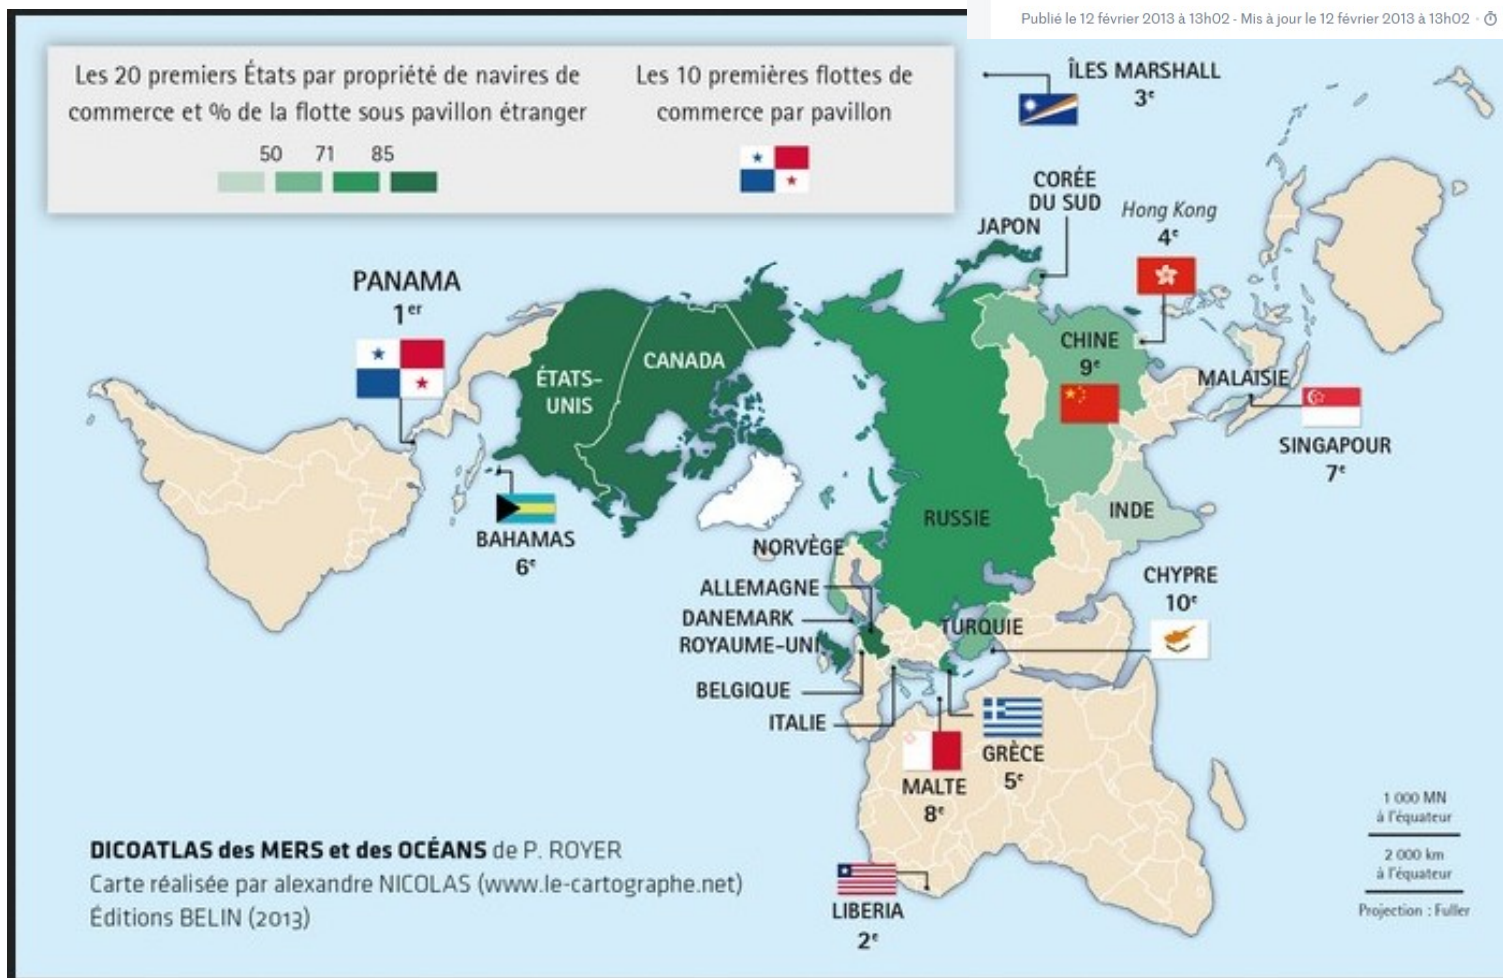 Publié le 12 février 2013 à 13h02 - Mis à jour le 12 février 2013 à 13h02 ·
Les 20 premiers États par propriété de navires de
commerce et % de la flotte sous pavillon étranger
50 71 85
Les 10 premières flottes de
commerce par pavillon
ÎLES MARSHALL
3e
CORÉE
DU SUD
JAPON
Hong Kong
4e
PANAMA
1er
CANADA
ÉTATS-
UNIS
CHINE
9e
MALAISIE
SINGAPOUR
7e
BAHAMAS
6e
RUSSIE
INDE
NORVÈGE
ALLEMAGNE
DANEMARK
ROYAUME-UNI
BELGIQUE
ITALIE
TURQUIE
CHYPRE
10e
GRÈCE
5e
MALTE
8e
LIBERIA
2e
1 000 MN
à l'équateur
2 000 km
à l'équateur
Projection : Fuller
DICOATLAS des MERS et des OCÉANS de P. ROYER
Carte réalisée par alexandre NICOLAS (www.le-cartographe.net)
Éditions BELIN (2013)